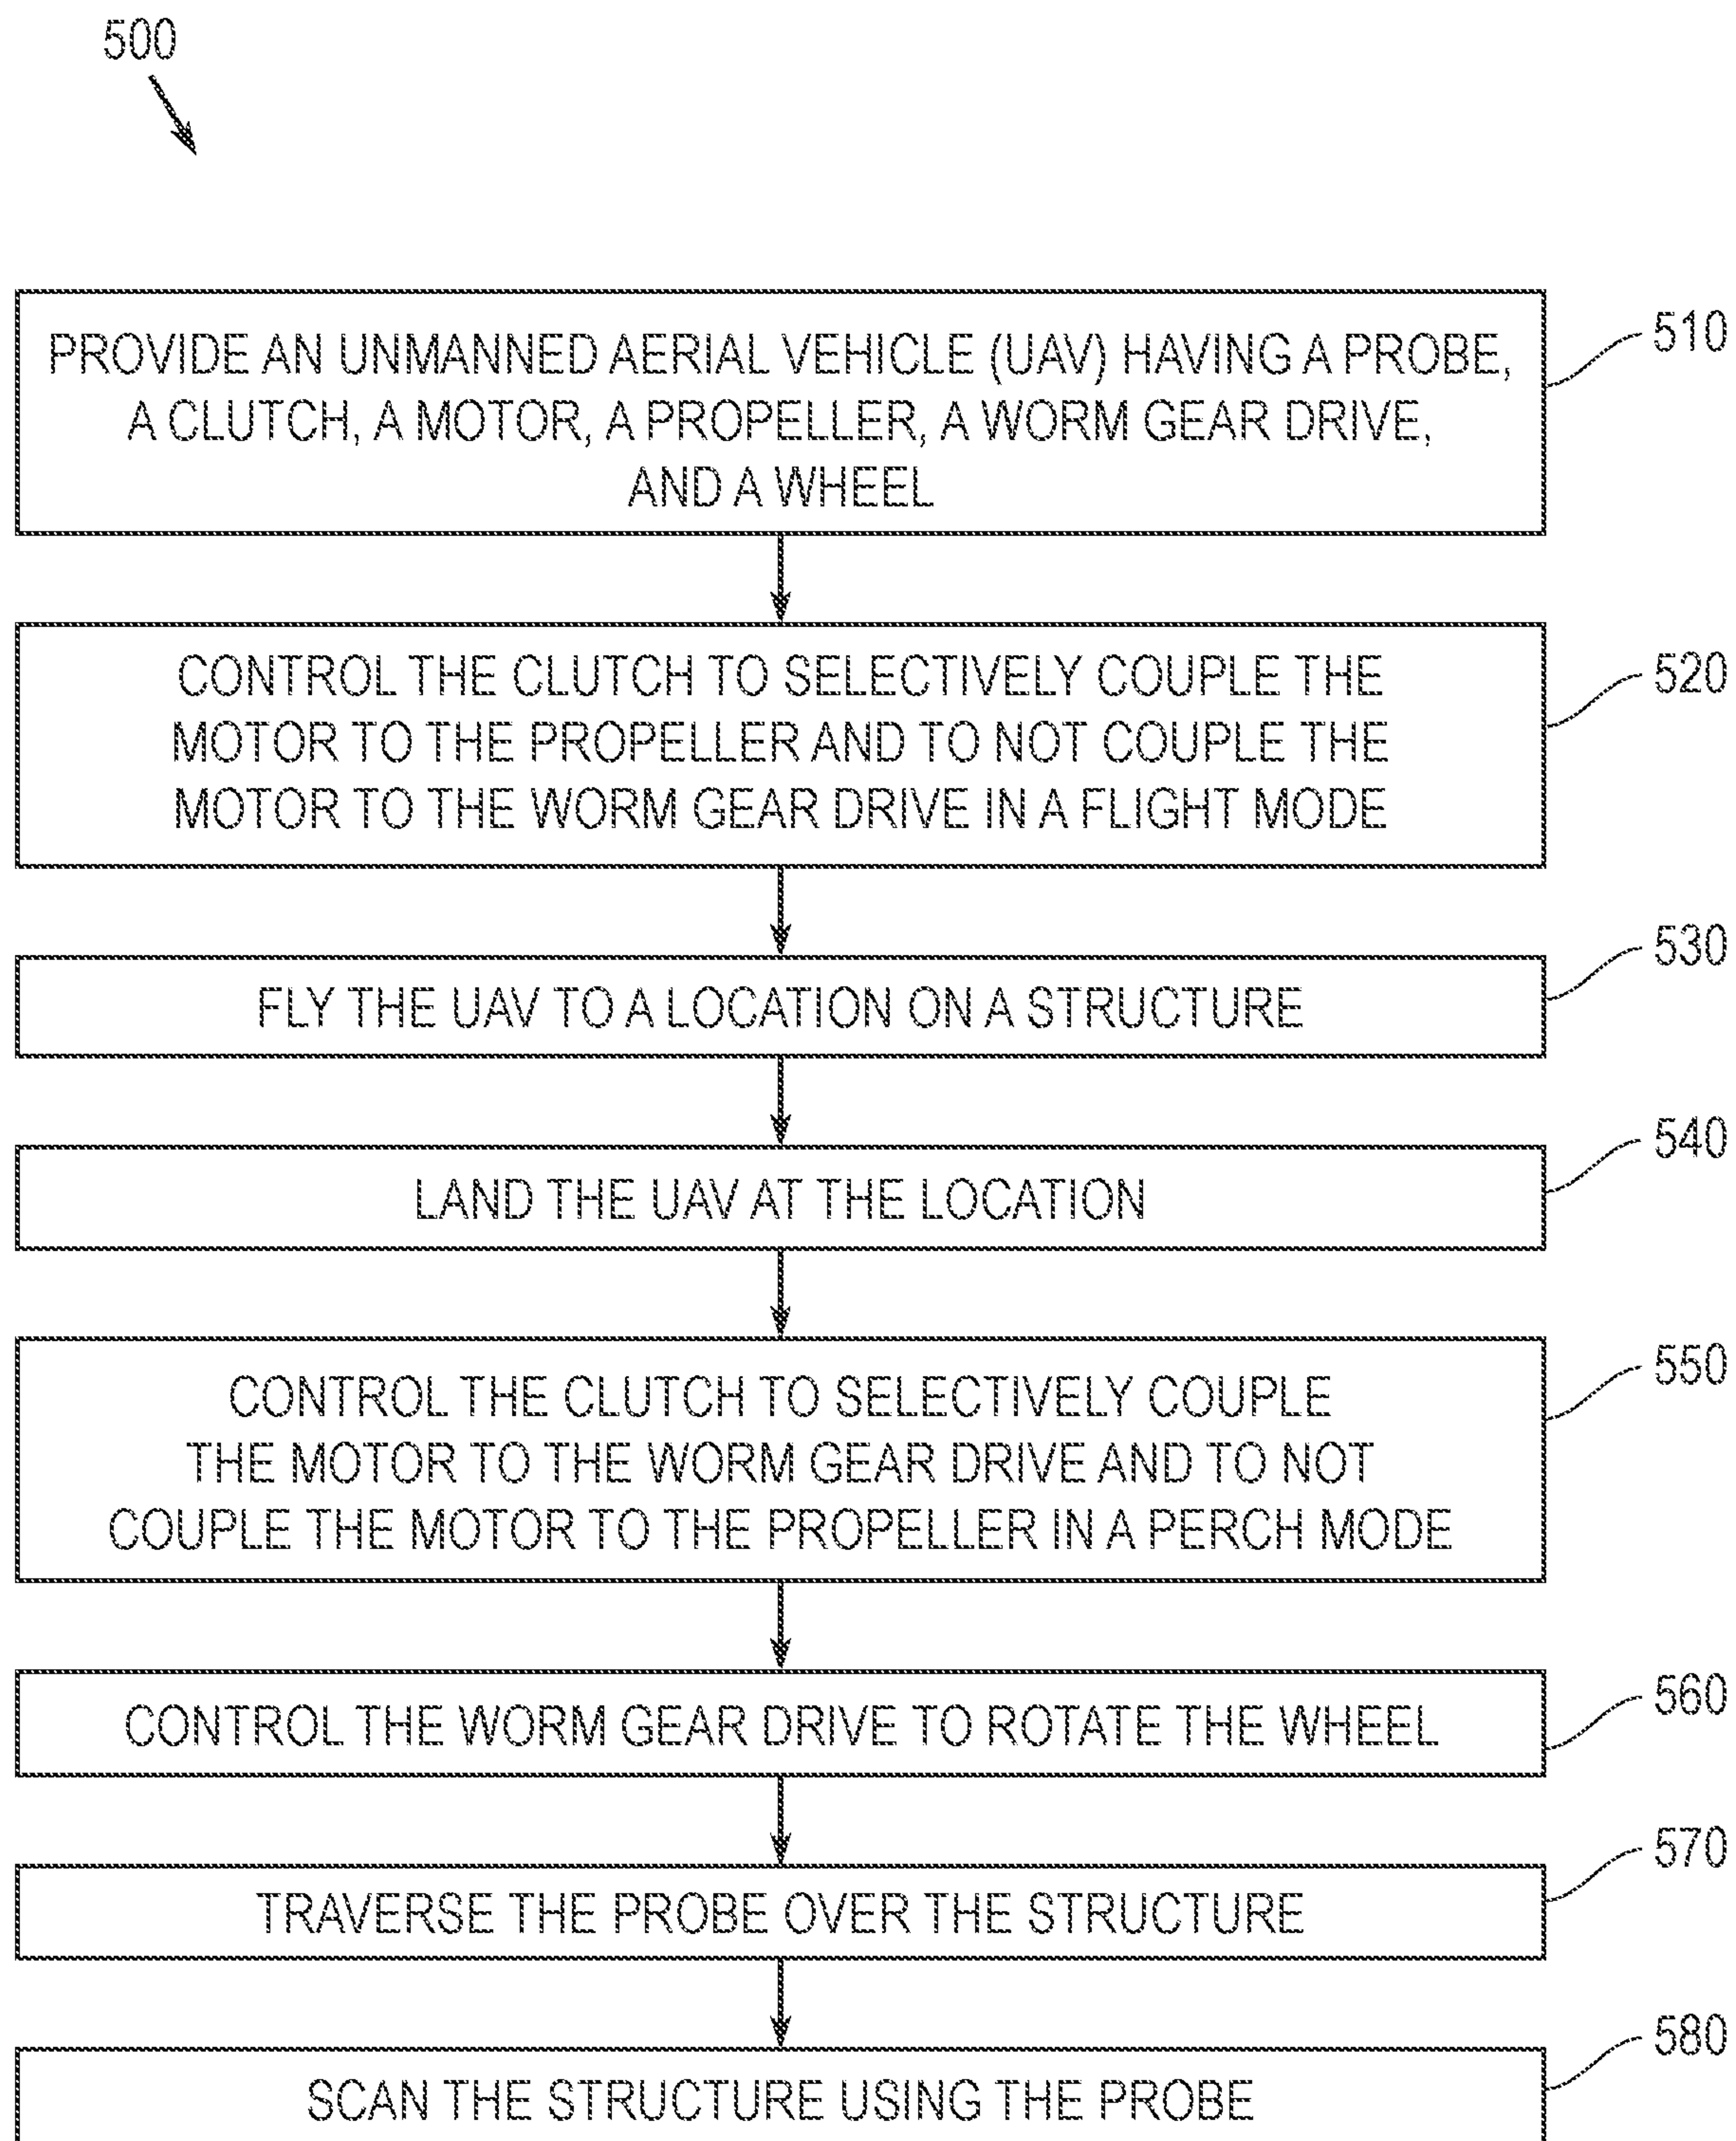 500
PROVIDE AN UNMANNED AERIAL VEHICLE (UAV) HAVING A PROBE,
A CLUTCH, A MOTOR, A PROPELLER, A WORM GEAR DRIVE,
AND A WHEEL
510
CONTROL THE CLUTCH TO SELECTIVELY COUPLE THE
MOTOR TO THE PROPELLER AND TO NOT COUPLE THE
MOTOR TO THE WORM GEAR DRIVE IN A FLIGHT MODE
520
FLY THE UAV TO A LOCATION ON A STRUCTURE
530
LAND THE UAV AT THE LOCATION
540
CONTROL THE CLUTCH TO SELECTIVELY COUPLE
THE MOTOR TO THE WORM GEAR DRIVE AND TO NOT
COUPLE THE MOTOR TO THE PROPELLER IN A PERCH MODE
550
CONTROL THE WORM GEAR DRIVE TO ROTATE THE WHEEL
560
TRAVERSE THE PROBE OVER THE STRUCTURE
570
SCAN THE STRUCTURE USING THE PROBE
580